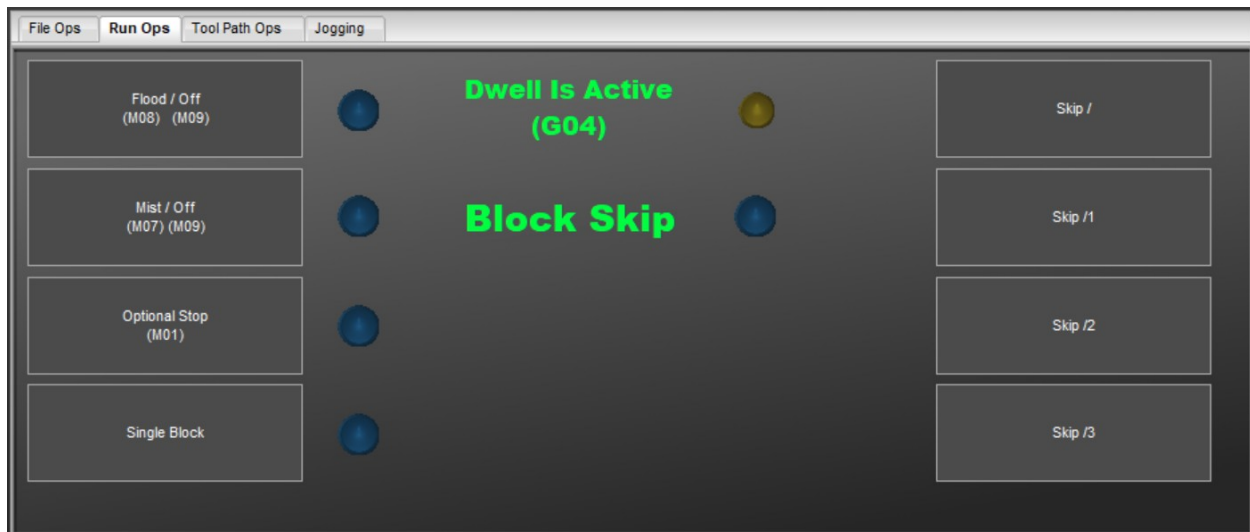 File Ops
Run Ops
Tool Path Ops
Jogging
Flood / Off
(M08) (M09)
Dwell Is Active
(G04)
Skip /
Mist / Off
(M07) (M09)
Block Skip
Skip /1
Optional Stop
(M01)
Skip /2
Single Block
Skip /3